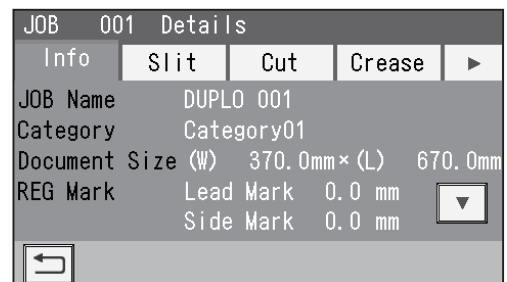 JOB 001 Details
Info Slit Cut Crease ►
JOB Name DUPLO 001
Category Category01
Document Size (W) 370.0mm×(L) 670.0mm
REG Mark Lead Mark 0.0 mm
Side Mark 0.0 mm